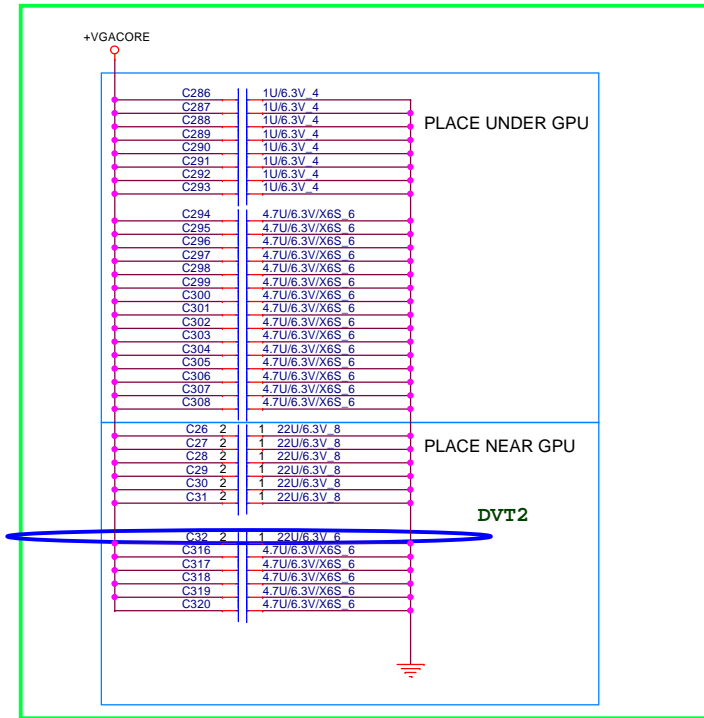 +VGACORE
C286 1U/6.3V_4
C287 1U/6.3V_4
PLACE UNDER GPU
C288 1U/6.3V_4
C289 1U/6.3V_4
C290 1U/6.3V_4
C291 1U/6.3V_4
C292 1U/6.3V_4
C293 1U/6.3V_4
C294 4.7U/6.3V/X6S_6
C295 4.7U/6.3V/X6S_6
C296 4.7U/6.3V/X6S_6
C297 4.7U/6.3V/X6S_6
C298 4.7U/6.3V/X6S_6
C299 4.7U/6.3V/X6S_6
C300 4.7U/6.3V/X6S_6
C301 4.7U/6.3V/X6S_6
C302 4.7U/6.3V/X6S_6
C303 4.7U/6.3V/X6S_6
C304 4.7U/6.3V/X6S_6
C305 4.7U/6.3V/X6S_6
C306 4.7U/6.3V/X6S_6
C307 4.7U/6.3V/X6S_6
C308 4.7U/6.3V/X6S_6
C26 2 1 22U/6.3V_8
C27 2 1 22U/6.3V_8
PLACE NEAR GPU
C28 2 1 22U/6.3V_8
C29 2 1 22U/6.3V_8
C30 2 1 22U/6.3V_8
C31 2 1 22U/6.3V_8
DVT2
C32 2 1 22U/6.3V_6
C316 4.7U/6.3V/X6S_6
C317 4.7U/6.3V/X6S_6
C318 4.7U/6.3V/X6S_6
C319 4.7U/6.3V/X6S_6
C320 4.7U/6.3V/X6S_6